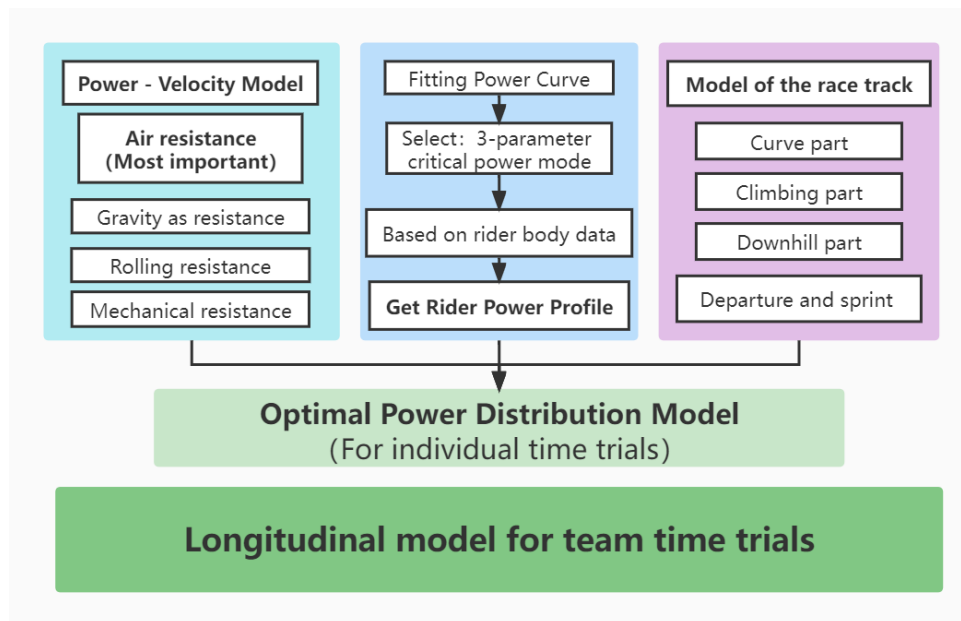 Power - Velocity Model
Air resistance
(Most important)
Gravity as resistance
Rolling resistance
Mechanical resistance
Fitting Power Curve
Select: 3-parameter
critical power mode
Based on rider body data
Get Rider Power Profile
Model of the race track
Curve part
Climbing part
Downhill part
Departure and sprint
Optimal Power Distribution Model
(For individual time trials)
Longitudinal model for team time trials